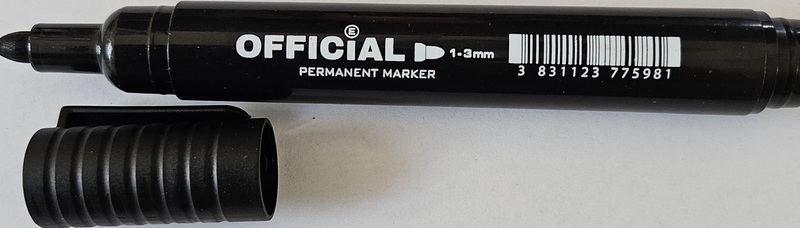 OFFICiAL 1-3mm
PERMANENT MARKER
E
3 831123 775981